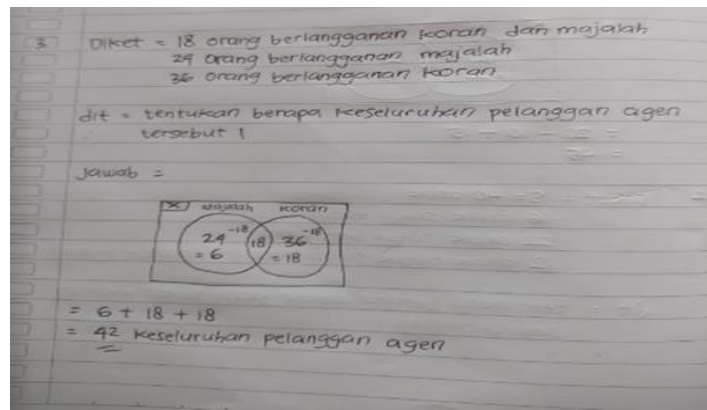 3 Diket = 18 orang berlangganan koran dan majalah
24 orang berlangganan majalah
36 orang berlangganan koran
dit = tentukan berapa keseluruhan pelanggan agen
tersebut !
Jawab =
majalah koran
24 -18 18 36 -18
= 6 = 18
= 6 + 18 + 18
= 42 keseluruhan pelanggan agen